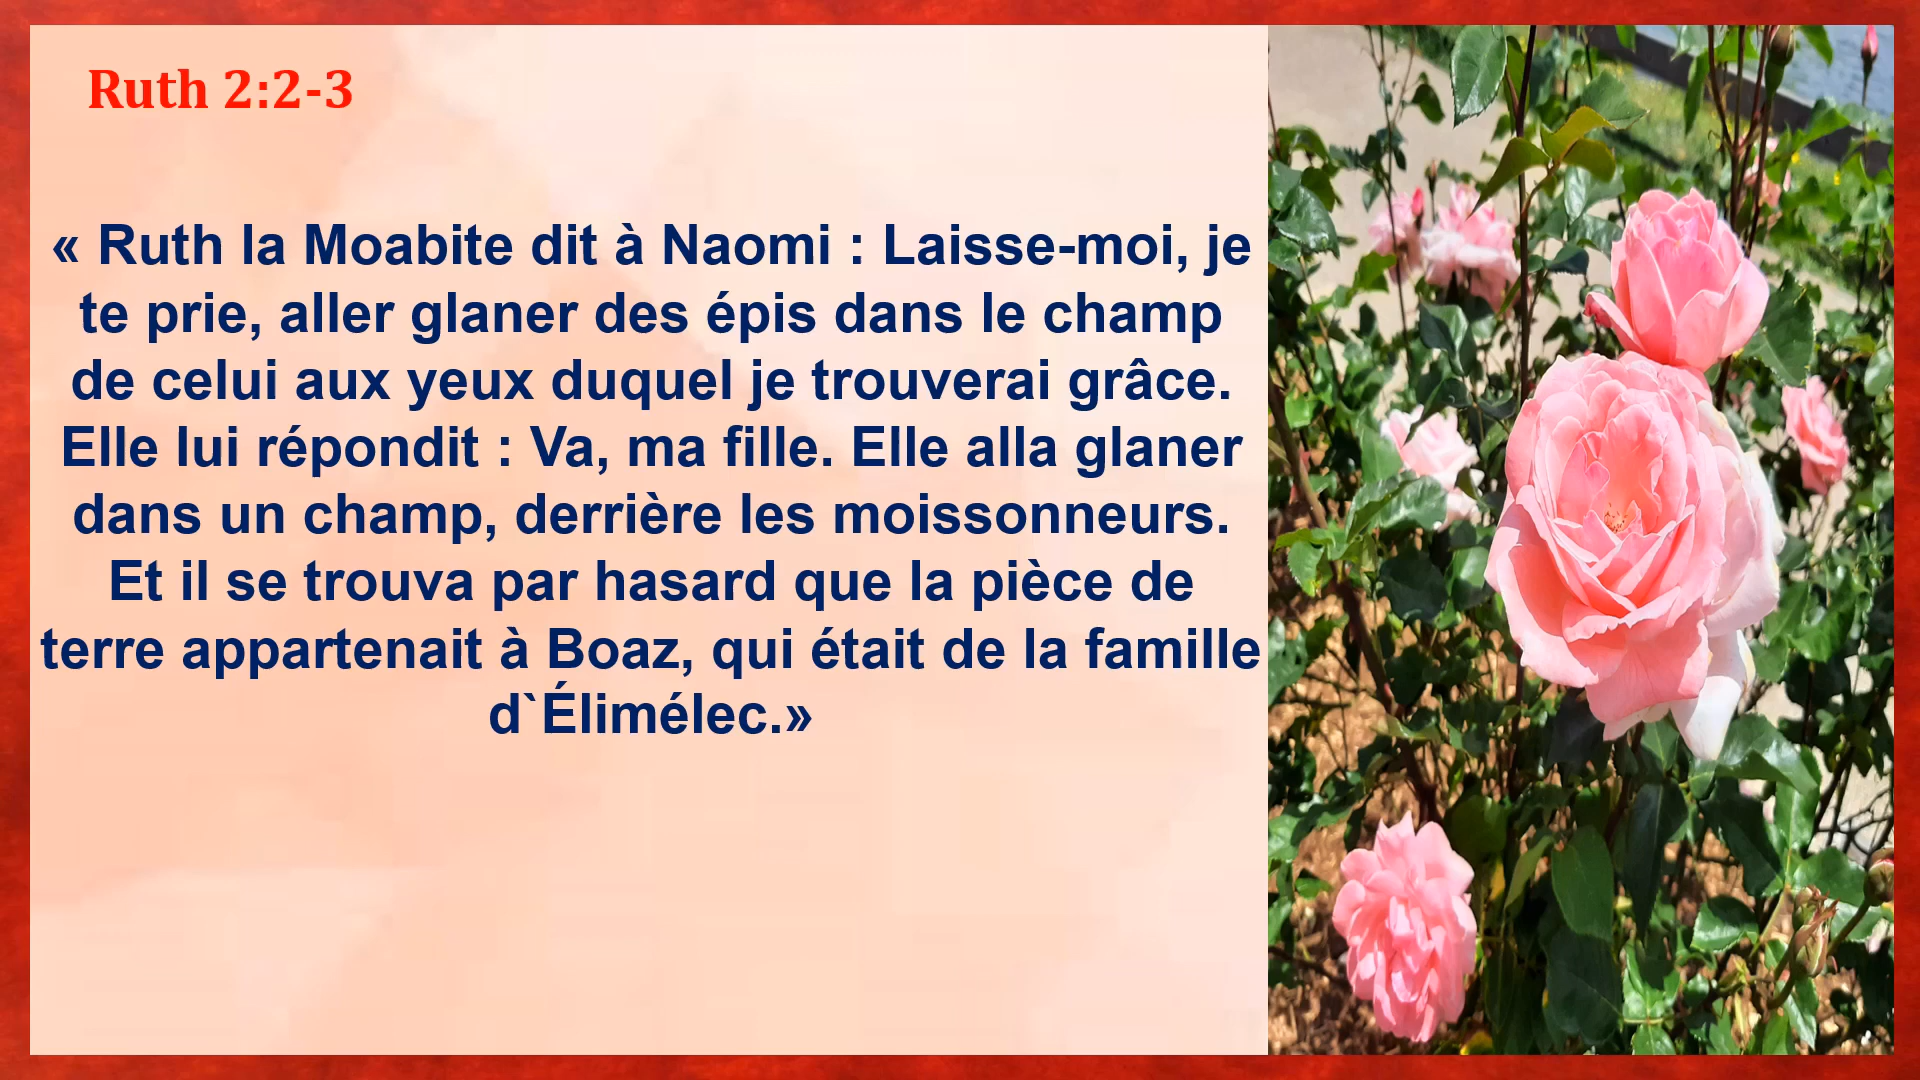 Ruth 2:2-3
« Ruth la Moabite dit à Naomi : Laisse-moi, je
te prie, aller glaner des épis dans le champ
de celui aux yeux duquel je trouverai grâce.
Elle lui répondit : Va, ma fille. Elle alla glaner
dans un champ, derrière les moissonneurs.
Et il se trouva par hasard que la pièce de
terre appartenait à Boaz, qui était de la famille
d`Élimélec.»